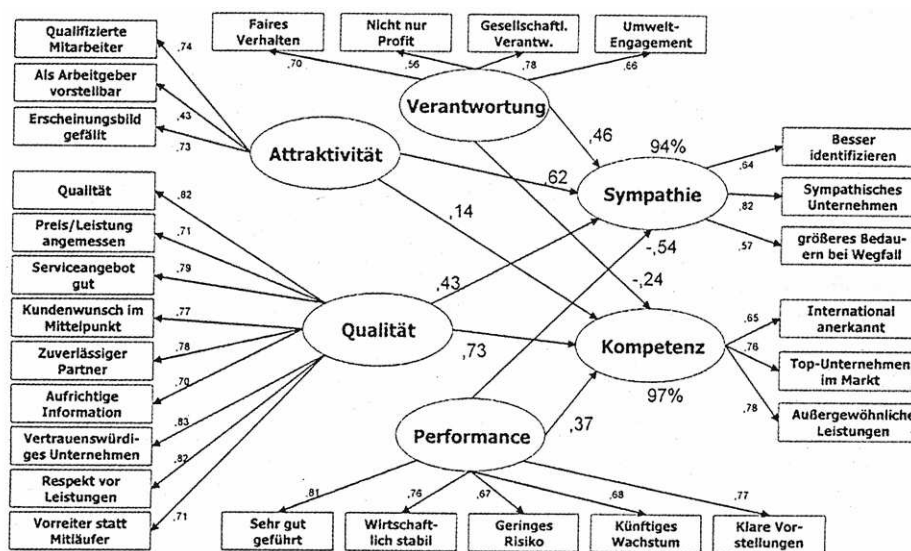 Qualifizierte
Mitarbeiter
,74
Als Arbeitgeber
vorstellbar
,43
Erscheinungsbild
gefällt
,73
Faires
Verhalten
,70
Nicht nur
Profit
,56
Gesellschaftl.
Verantw.
,78
Umwelt-
Engagement
,66
Verantwortung
Attraktivität
,46
94%
,62
Sympathie
,14
-,54
-,24
Besser
identifizieren
,64
Sympathisches
Unternehmen
,82
größeres Bedau-
ern bei Wegfall
,57
Qualität
,82
Preis/Leistung
angemessen
,71
Serviceangebot
gut
,79
Kundenwunsch im
Mittelpunkt
,77
Zuverlässiger
Partner
,78
Aufrichtige
Information
,70
Vertrauenswürdi-
ges Unternehmen
,83
Respekt vor
Leistungen
,82
Vorreiter statt
Mitläufer
,71
,43
Qualität
,73
Kompetenz
97%
International
anerkannt
,65
Top-Unternehmen
im Markt
,76
Außergewöhnliche
Leistungen
,78
Performance
,37
,81
Sehr gut
geführt
,76
Wirtschaft-
lich stabil
,67
Geringes
Risiko
,68
Künftiges
Wachstum
,77
Klare Vor-
stellungen